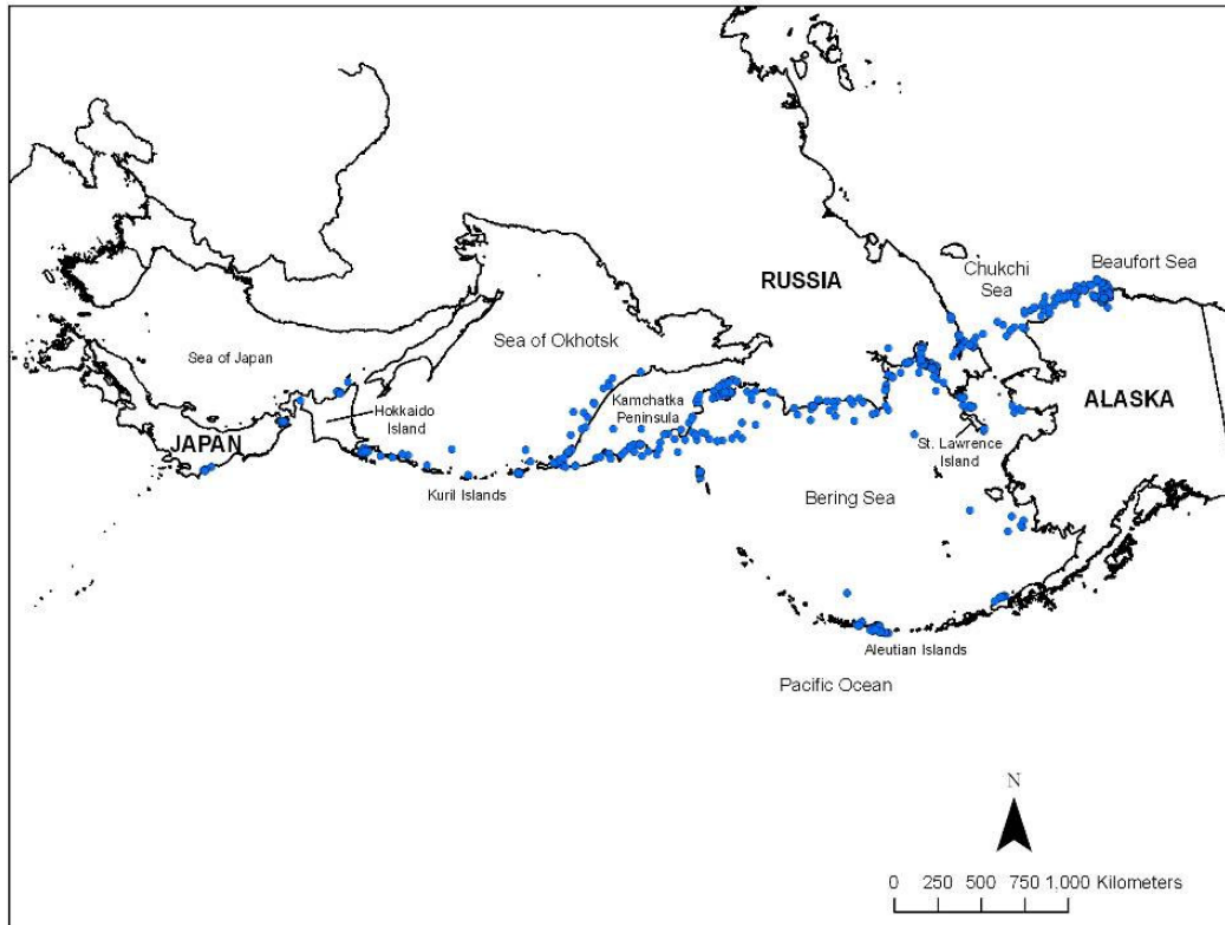 RUSSIA
Chukchi
Sea
Beaufort Sea
Sea of Okhotsk
Sea of Japan
Kamchatka
Peninsula
ALASKA
Hokkaido
Island
JAPAN
St. Lawrence
Island
Kuril Islands
Bering Sea
Aleutian Islands
Pacific Ocean
N
0 250 500 750 1,000 Kilometers